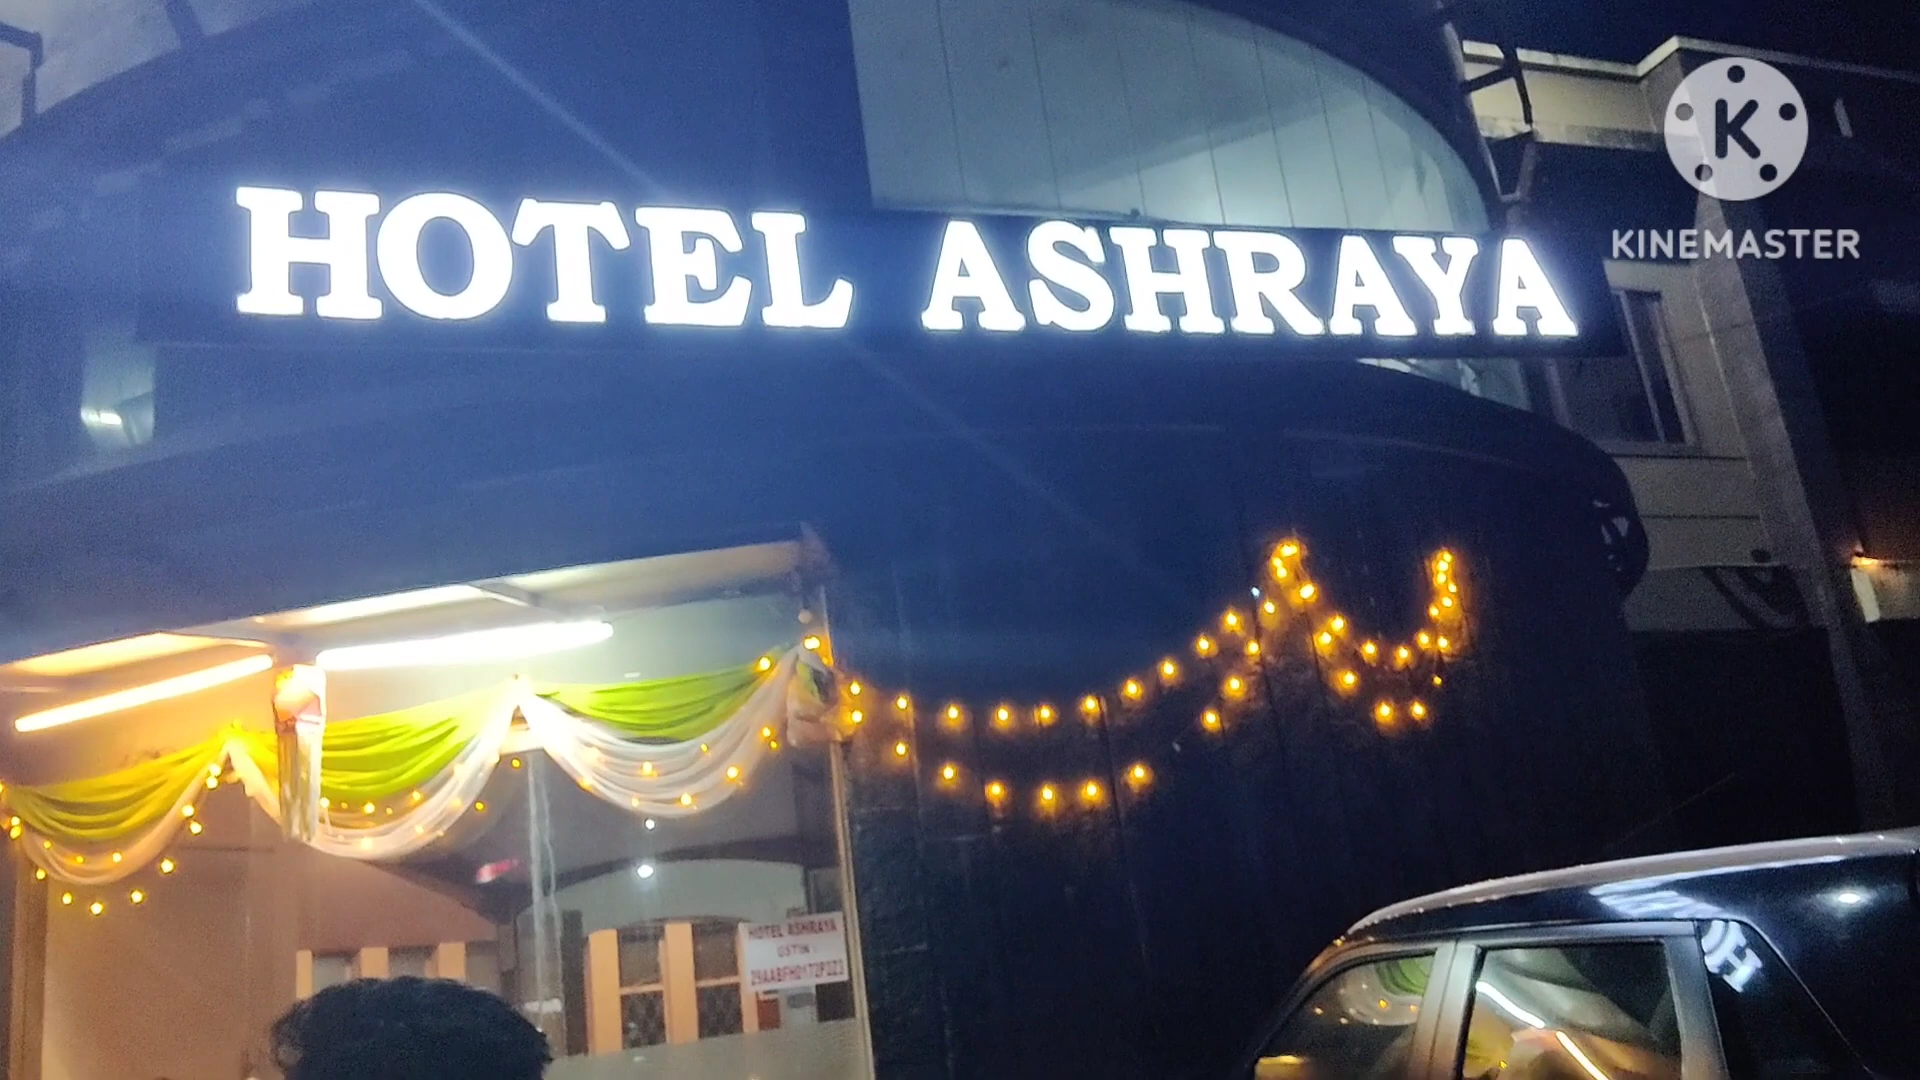 HOTEL ASHRAYA
K
KINEMASTER
HOTEL ASHRAYA
GSTIN :